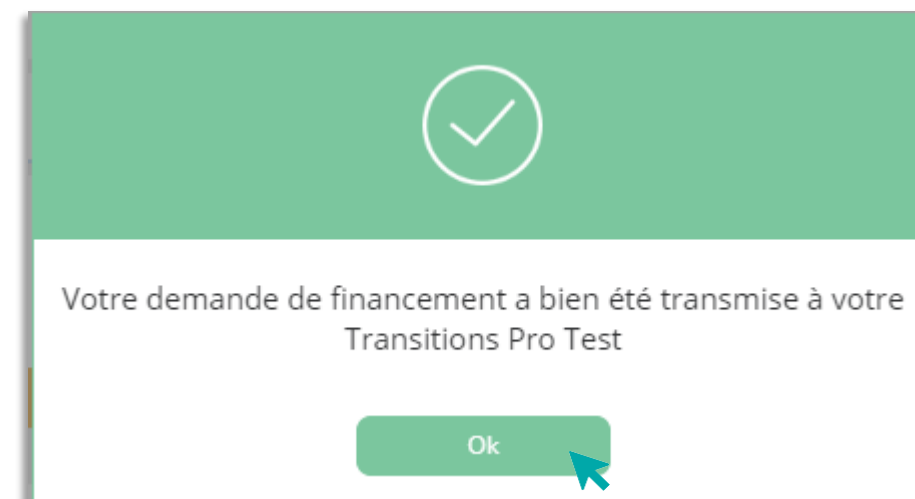 Votre demande de financement a bien été transmise à votre
Transitions Pro Test
Ok